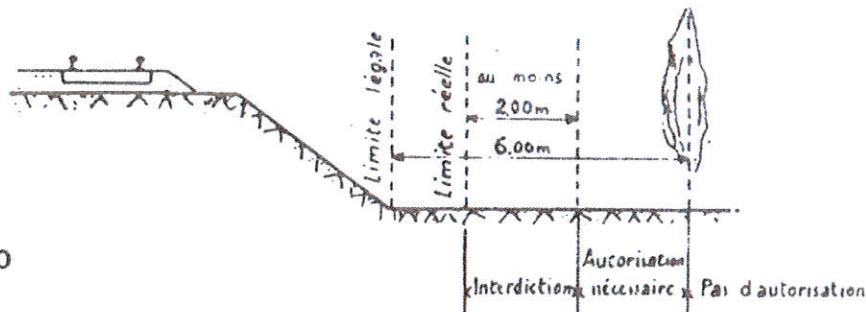 Limite légale
Limite réelle
au moins
2,00m
6,00m
Interdiction
Autorisation
nécessaire
Pas d'autorisation